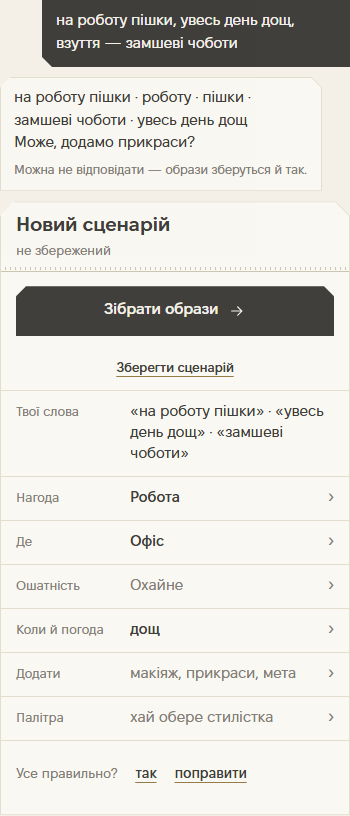 на роботу пішки, увесь день дощ,
взуття — замшеві чоботи
на роботу пішки · роботу · пішки ·
замшеві чоботи · увесь день дощ
Може, додамо прикраси?
Можна не відповідати — образи зберуться й так.
Новий сценарій
не збережений
Зібрати образи →
Зберегти сценарій
Твої слова «на роботу пішки» · «увесь
день дощ» · «замшеві
чоботи»
Нагода Робота ›
Де Офіс ›
Ошатність Охайне ›
Коли й погода дощ ›
Додати макіяж, прикраси, мета ›
Палітра хай обере стилістка ›
Усе правильно? так поправити